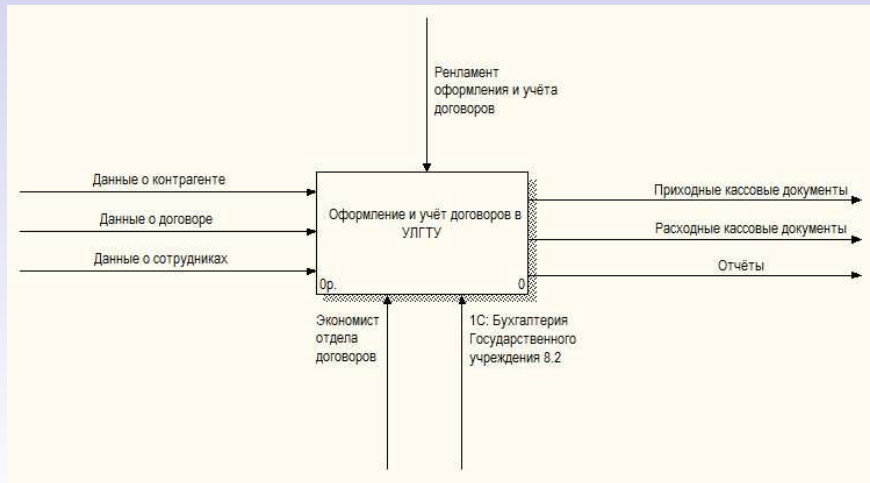 Ренламент
оформления и учёта
договоров
Данные о контрагенте
Данные о договоре
Данные о сотрудниках
Оформление и учёт договоров в
УЛГТУ
0р.
0
Приходные кассовые документы
Расходные кассовые документы
Отчёты
Экономист
отдела
договоров
1С: Бухгалтерия
Государственного
учреждения 8.2